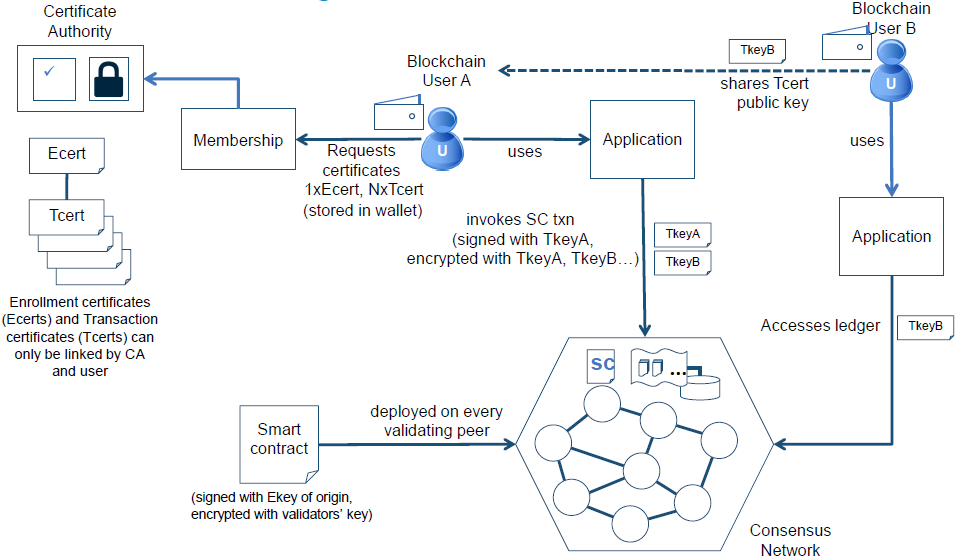 Certificate
Authority
✓
Membership
Ecert
Tcert
Enrollment certificates
(Ecerts) and Transaction
certificates (Tcerts) can
only be linked by CA
and user
Blockchain
User A
U
Requests
certificates
1xEcert, NxTcert
(stored in wallet)
uses
Application
TkeyB
shares Tcert
public key
Blockchain
User B
U
uses
Application
invokes SC txn
(signed with TkeyA,
encrypted with TkeyA, TkeyB…)
TkeyA
TkeyB
Accesses ledger
TkeyB
Smart
contract
(signed with Ekey of origin,
encrypted with validators’ key)
deployed on every
validating peer
SC
...
Consensus
Network